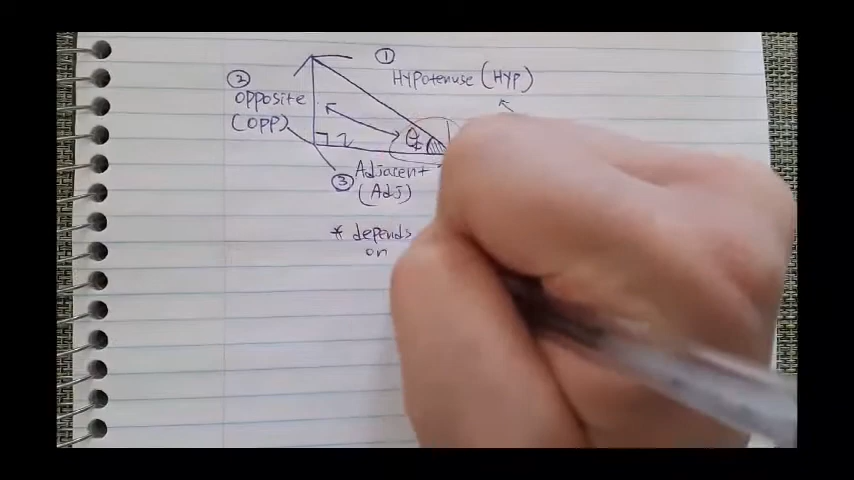 ①
Hypotenuse (HYP)
②
Opposite
(OPP)
θ
③ Adjacent
(Adj)
* depends
on